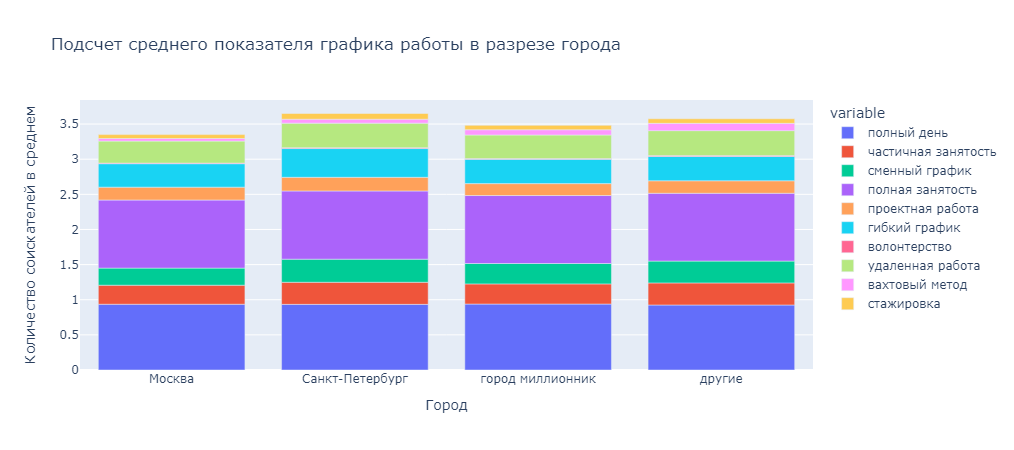 Подсчет среднего показателя графика работы в разрезе города
Количество соискателей в среднем
3.5
3
2.5
2
1.5
1
0.5
0
Москва
Санкт-Петербург
город миллионник
другие
Город
variable
полный день
частичная занятость
сменный график
полная занятость
проектная работа
гибкий график
волонтерство
удаленная работа
вахтовый метод
стажировка